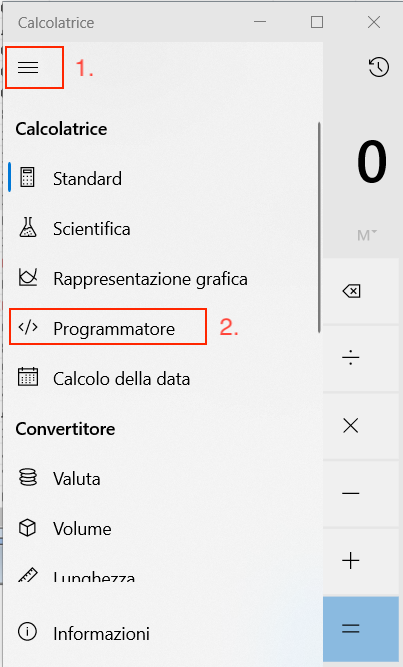 Calcolatrice
1.
Calcolatrice
0
Standard
Scientifica
M
Rappresentazione grafica
Programmatore
2.
Calcolo della data
÷
Convertitore
×
Valuta
−
Volume
+
Lunghezza
=
Informazioni